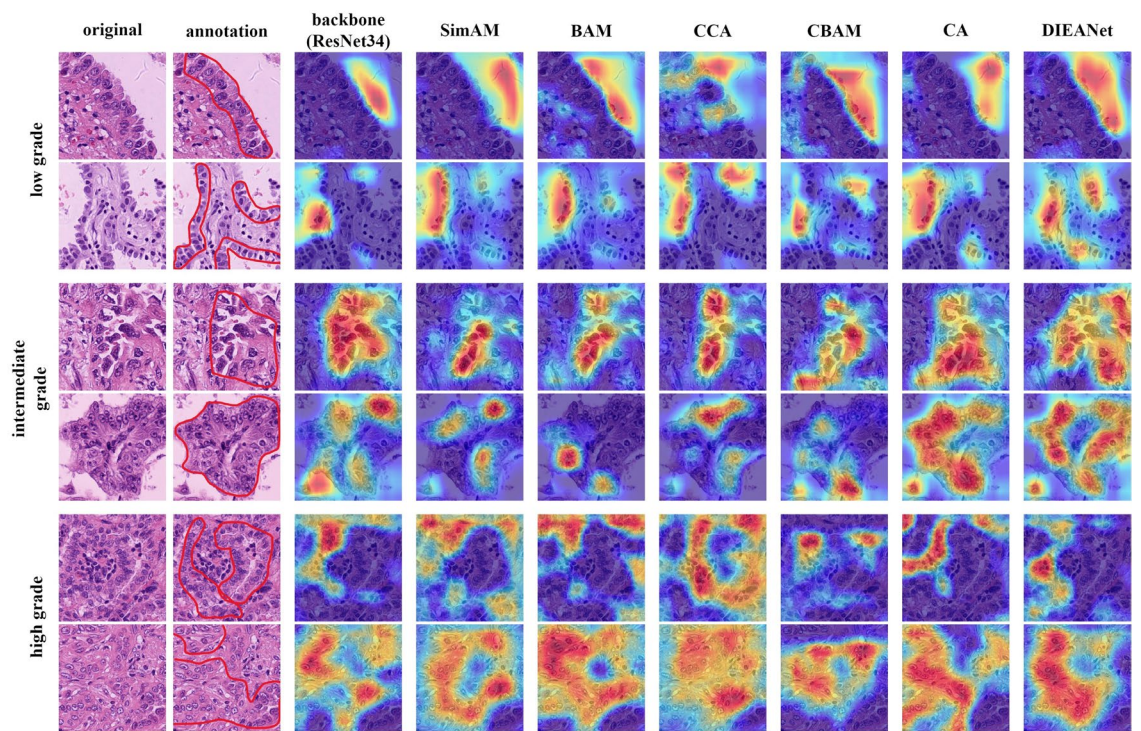 original
annotation
backbone
(ResNet34)
SimAM
BAM
CCA
CBAM
CA
DIEANet
low grade
intermediate
grade
high grade